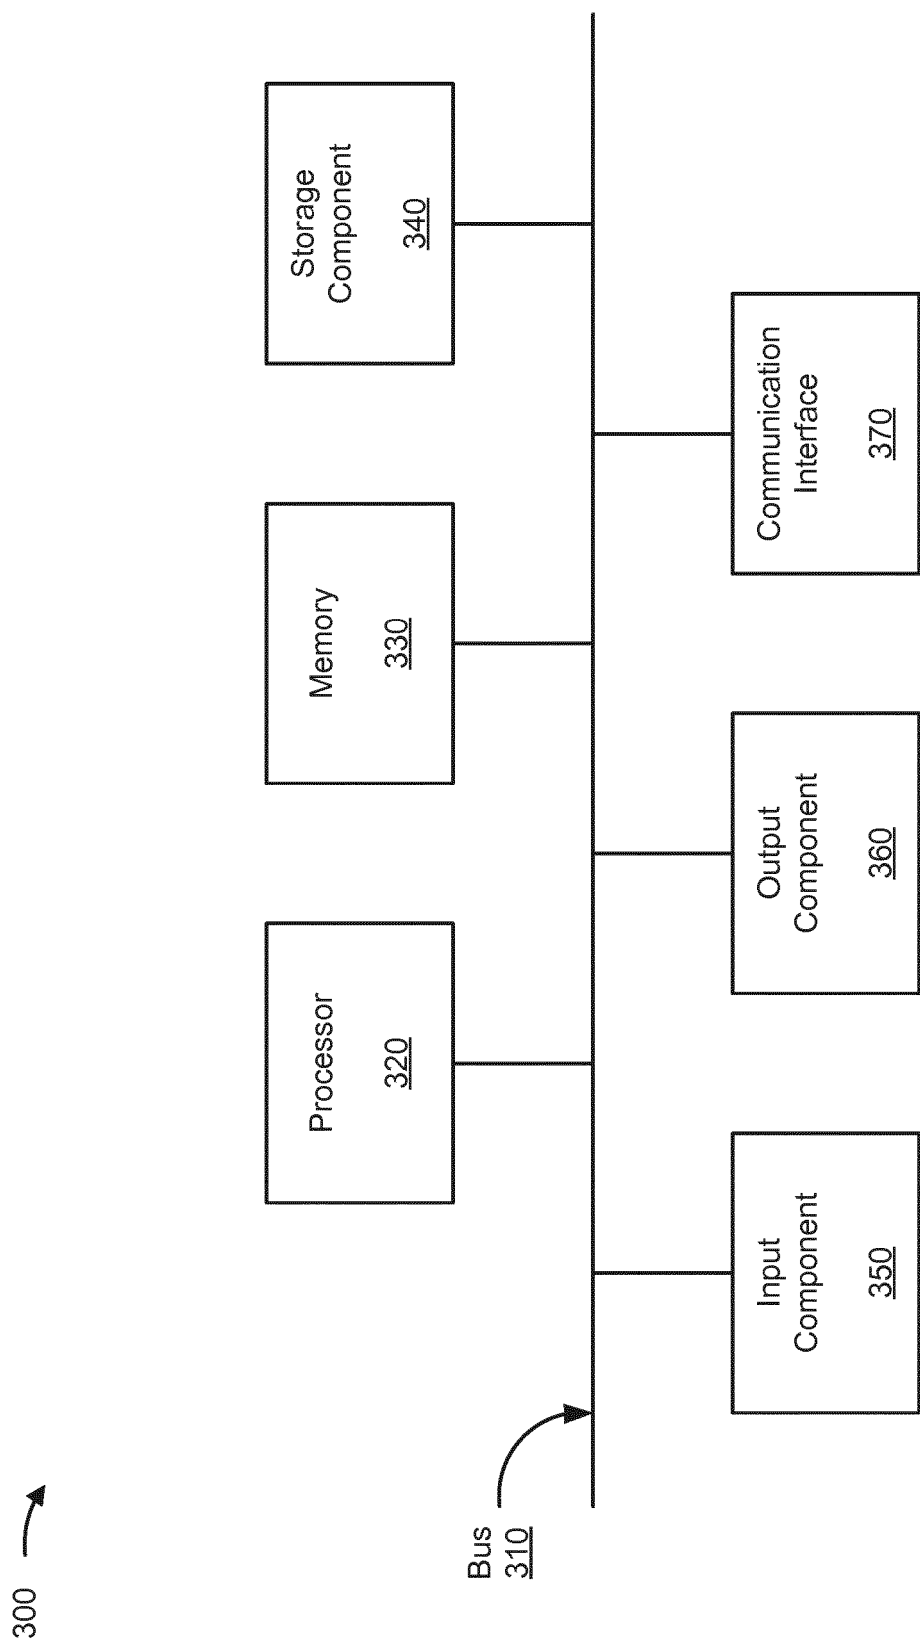 300
Processor
320
Memory
330
Storage
Component
340
Bus
310
Input
Component
350
Output
Component
360
Communication
Interface
370